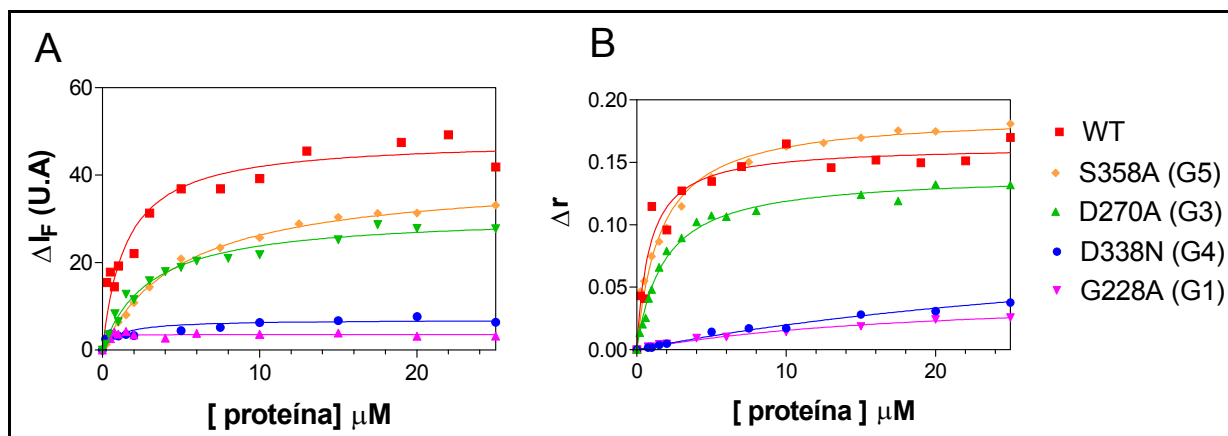 A
Δ I_F (U.A)
60
40
20
0
0
10
20
[ proteína] μM
B
Δr
0.20
0.15
0.10
0.05
0.00
0
10
20
[ proteína ] μM
WT
S358A (G5)
D270A (G3)
D338N (G4)
G228A (G1)